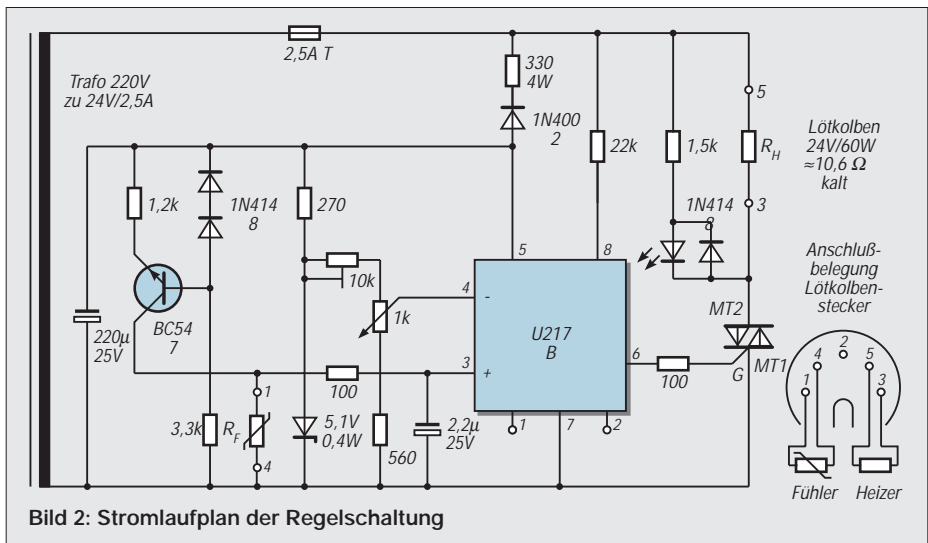 2,5A T
Trafo 220V
zu 24V/2,5A
330
4W
1N400
2
22k
1,5k
5
R_H
Lötkolben
24V/60W
≈10,6 Ω
kalt
3
1,2k
1N414
8
270
1N414
8
Anschluß-
belegung
Lötkolben-
stecker
10k
5
8
4
-
1k
MT2
U217
B
BC54
7
220µ
25V
3
+
6
100
G
MT1
2
4
5
1
3
100
1
2,2µ
25V
1
7
2
3,3k
R_F
5,1V
0,4W
560
4
Fühler
Heizer
Bild 2: Stromlaufplan der Regelschaltung